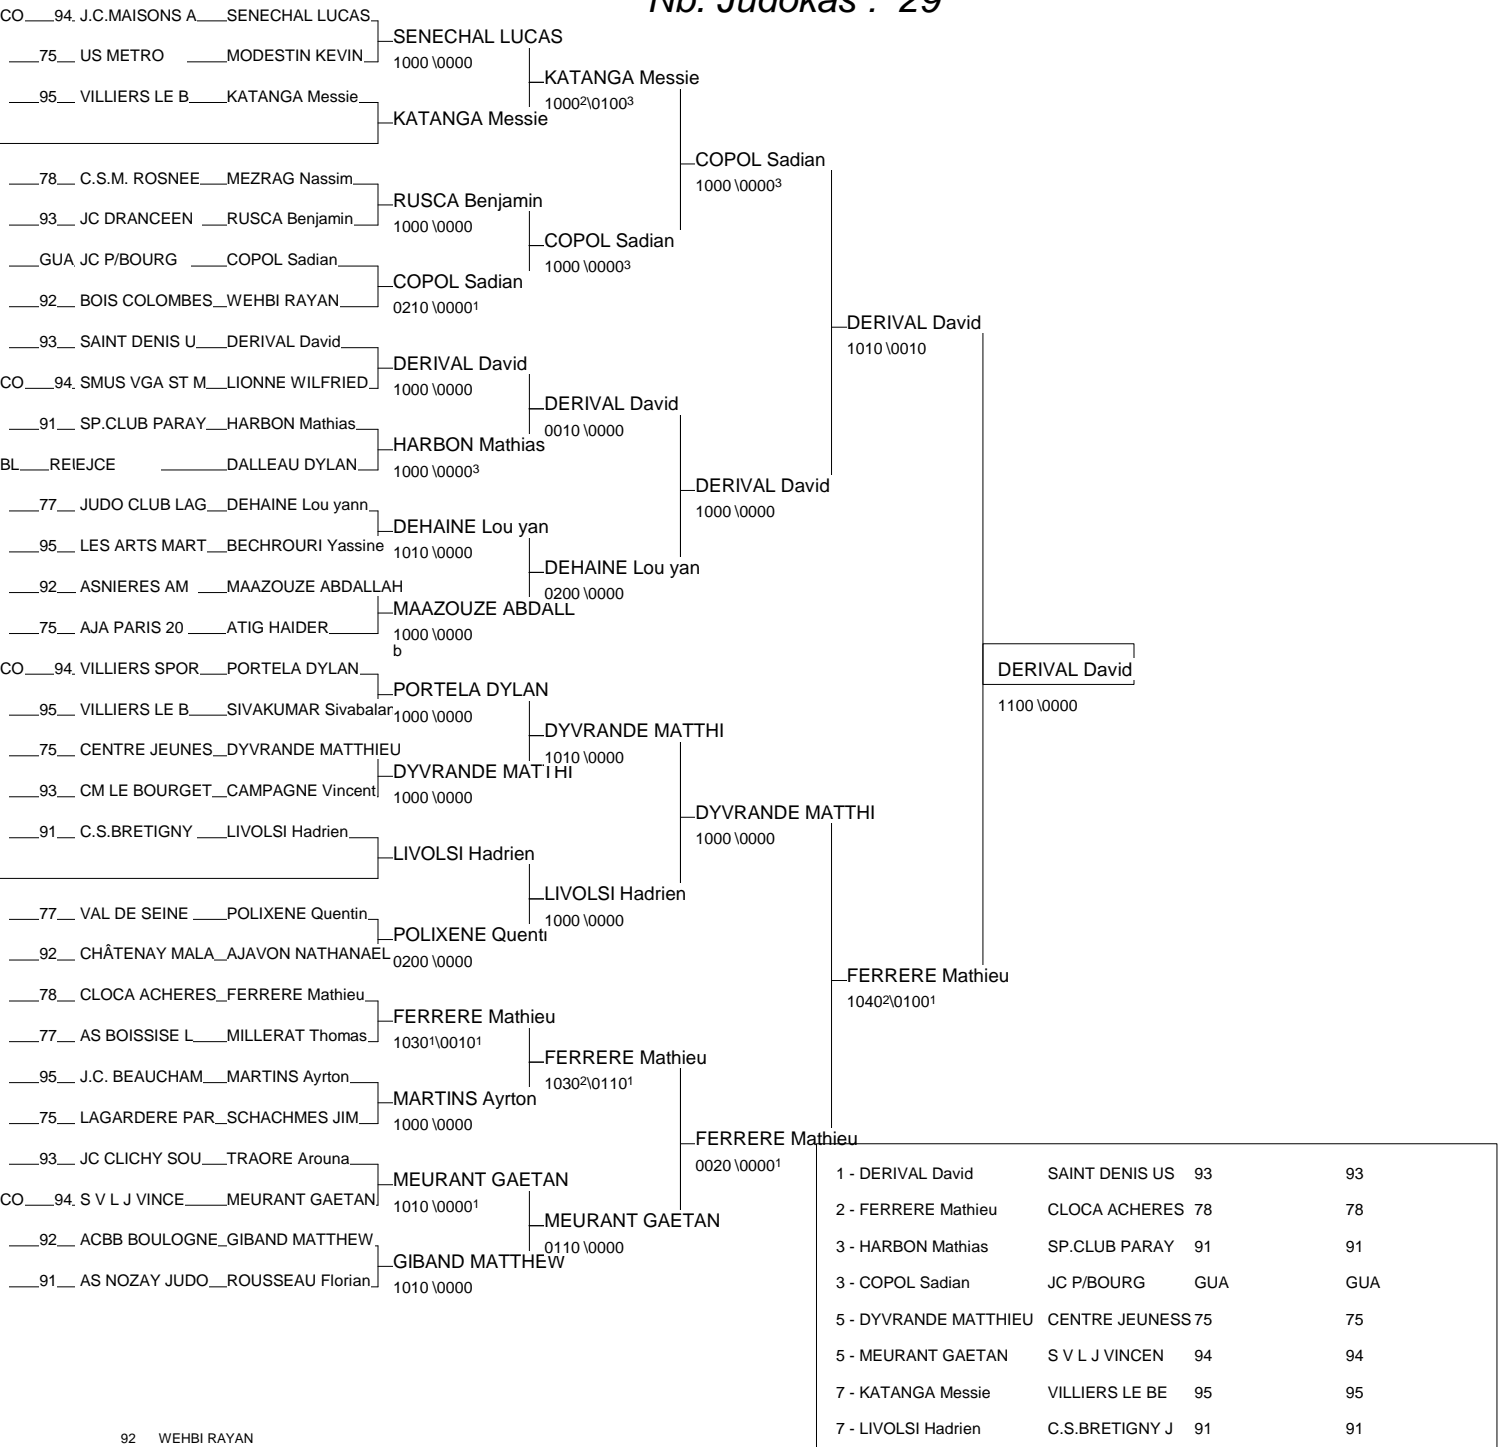 Nb. Judokas : 29
CO 94 J.C.MAISONS A SENECHAL LUCAS
SENECHAL LUCAS
75 US METRO MODESTIN KEVIN
1000 \0000
KATANGA Messie
95 VILLIERS LE B KATANGA Messie
1000²\0100³
KATANGA Messie
COPOL Sadian
78 C.S.M. ROSNEE MEZRAG Nassim
1000 \0000³
RUSCA Benjamin
93 JC DRANCEEN RUSCA Benjamin
1000 \0000
COPOL Sadian
GUA JC P/BOURG COPOL Sadian
1000 \0000³
COPOL Sadian
92 BOIS COLOMBES WEHBI RAYAN
0210 \0000¹
DERIVAL David
93 SAINT DENIS U DERIVAL David
1010 \0010
DERIVAL David
CO 94 SMUS VGA ST M LIONNE WILFRIED
1000 \0000
DERIVAL David
91 SP.CLUB PARAY HARBON Mathias
0010 \0000
HARBON Mathias
BL REI EJCE DALLEAU DYLAN
1000 \0000³
DERIVAL David
77 JUDO CLUB LAG DEHAINE Lou yann
1000 \0000
DEHAINE Lou yan
95 LES ARTS MART BECHROURI Yassine
1010 \0000
DEHAINE Lou yan
92 ASNIERES AM MAAZOUZE ABDALLAH
0200 \0000
MAAZOUZE ABDALL
75 AJA PARIS 20 ATIG HAIDER
1000 \0000
b
CO 94 VILLIERS SPOR PORTELA DYLAN
DERIVAL David
PORTELA DYLAN
1100 \0000
95 VILLIERS LE B SIVAKUMAR Sivabalan
1000 \0000
DYVRANDE MATTHI
75 CENTRE JEUNES DYVRANDE MATTHIEU
1010 \0000
DYVRANDE MATTHI
93 CM LE BOURGET CAMPAGNE Vincent
1000 \0000
DYVRANDE MATTHI
91 C.S.BRETIGNY LIVOLSI Hadrien
1000 \0000
LIVOLSI Hadrien
LIVOLSI Hadrien
77 VAL DE SEINE POLIXENE Quentin
1000 \0000
POLIXENE Quenti
92 CHÂTENAY MALA AJAVON NATHANAEL
0200 \0000
FERRERE Mathieu
78 CLOCA ACHERES FERRERE Mathieu
1040²\0100¹
FERRERE Mathieu
77 AS BOISSISE L MILLERAT Thomas
1030¹\0010¹
FERRERE Mathieu
95 J.C. BEAUCHAM MARTINS Ayrton
1030²\0110¹
MARTINS Ayrton
75 LAGARDERE PAR SCHACHMES JIM
1000 \0000
FERRERE Mathieu
93 JC CLICHY SOU TRAORE Arouna
0020 \0000¹
MEURANT GAETAN
CO 94 S V L J VINCE MEURANT GAETAN
1010 \0000¹
MEURANT GAETAN
92 ACBB BOULOGNE GIBAND MATTHEW
0110 \0000
GIBAND MATTHEW
91 AS NOZAY JUDO ROUSSEAU Florian
1010 \0000
1 - DERIVAL David SAINT DENIS US 93 93
2 - FERRERE Mathieu CLOCA ACHERES 78 78
3 - HARBON Mathias SP.CLUB PARAY 91 91
3 - COPOL Sadian JC P/BOURG GUA GUA
5 - DYVRANDE MATTHIEU CENTRE JEUNESS 75 75
5 - MEURANT GAETAN S V L J VINCEN 94 94
7 - KATANGA Messie VILLIERS LE BE 95 95
7 - LIVOLSI Hadrien C.S.BRETIGNY J 91 91
92 WEHBI RAYAN